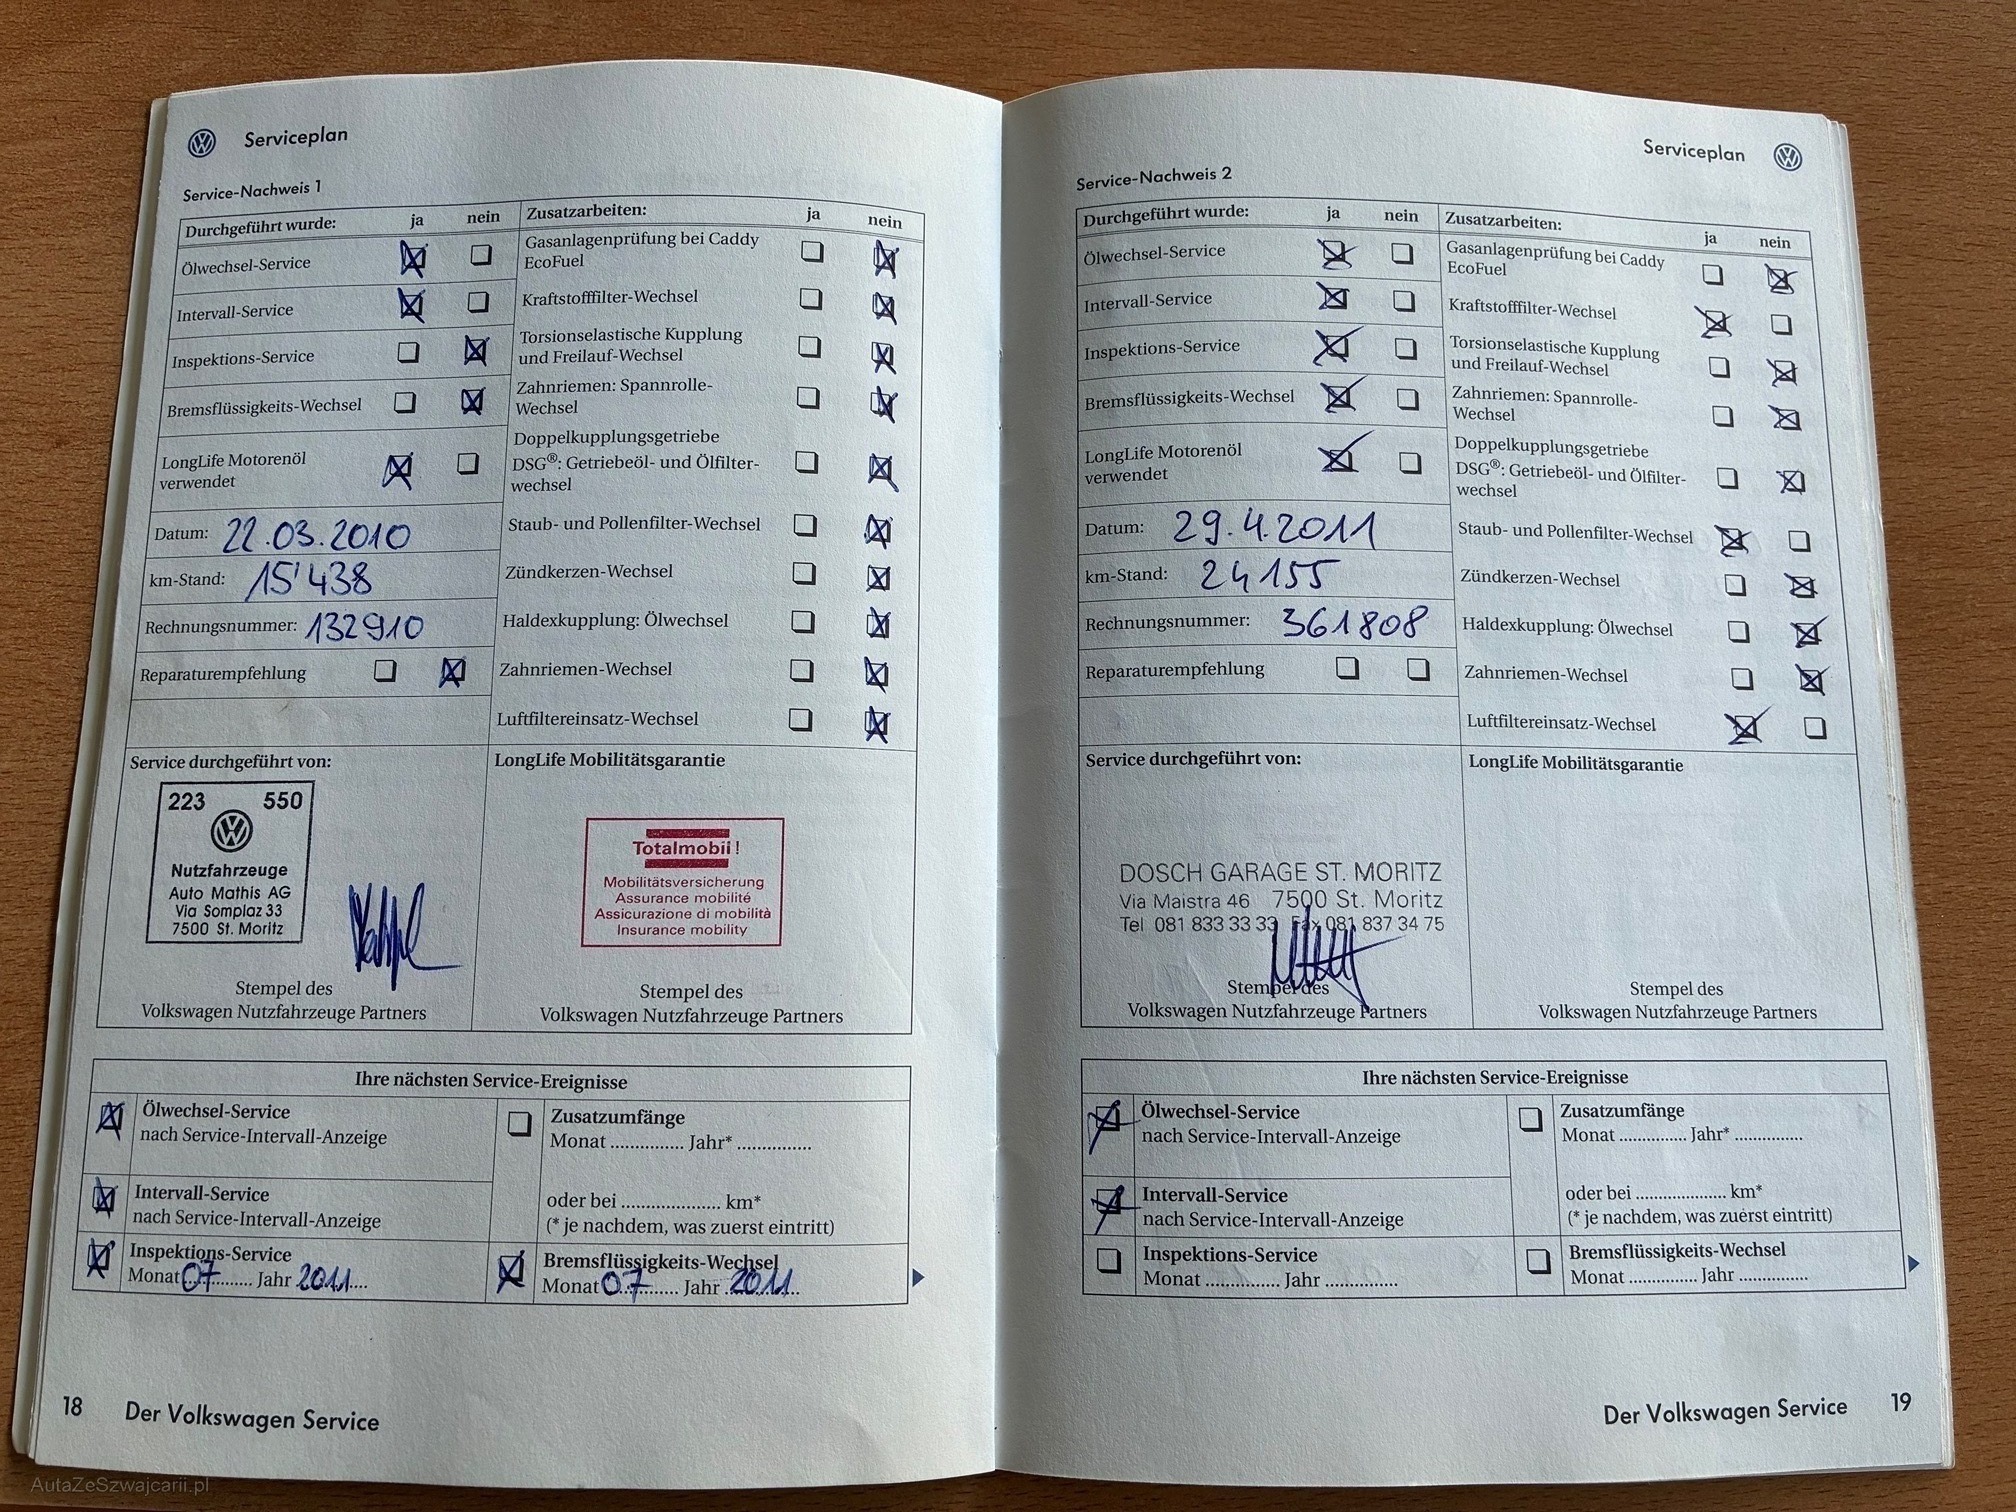 Serviceplan
Service-Nachweis 1
Durchgeführt wurde: ja nein
Ölwechsel-Service
Intervall-Service
Inspektions-Service
Bremsflüssigkeits-Wechsel
LongLife Motorenöl
verwendet
Datum: 22.03.2010
km-Stand: 15'438
Rechnungsnummer: 132910
Reparaturempfehlung
Zusatzarbeiten: ja nein
Gasanlagenprüfung bei Caddy
EcoFuel
Kraftstofffilter-Wechsel
Torsionselastische Kupplung
und Freilauf-Wechsel
Zahnriemen: Spannrolle-
Wechsel
Doppelkupplungsgetriebe
DSG®: Getriebeöl- und Ölfilter-
wechsel
Staub- und Pollenfilter-Wechsel
Zündkerzen-Wechsel
Haldexkupplung: Ölwechsel
Zahnriemen-Wechsel
Luftfiltereinsatz-Wechsel
Service durchgeführt von:
223 550
Nutzfahrzeuge
Auto Mathis AG
Via Somplaz 33
7500 St. Moritz
Stempel des
Volkswagen Nutzfahrzeuge Partners
LongLife Mobilitätsgarantie
Totalmobil!
Mobilitätsversicherung
Assurance mobilité
Assicurazione di mobilità
Insurance mobility
Stempel des
Volkswagen Nutzfahrzeuge Partners
Ihre nächsten Service-Ereignisse
Ölwechsel-Service
nach Service-Intervall-Anzeige
Intervall-Service
nach Service-Intervall-Anzeige
Inspektions-Service
Monat 07 Jahr 2011
Zusatzumfänge
Monat ................ Jahr* ................
oder bei ...................... km*
(* je nachdem, was zuerst eintritt)
Bremsflüssigkeits-Wechsel
Monat 07 Jahr 2011
18 Der Volkswagen Service
Serviceplan
Service-Nachweis 2
Durchgeführt wurde: ja nein
Ölwechsel-Service
Intervall-Service
Inspektions-Service
Bremsflüssigkeits-Wechsel
LongLife Motorenöl
verwendet
Datum: 29.4.2011
km-Stand: 24155
Rechnungsnummer: 361808
Reparaturempfehlung
Zusatzarbeiten: ja nein
Gasanlagenprüfung bei Caddy
EcoFuel
Kraftstofffilter-Wechsel
Torsionselastische Kupplung
und Freilauf-Wechsel
Zahnriemen: Spannrolle-
Wechsel
Doppelkupplungsgetriebe
DSG®: Getriebeöl- und Ölfilter-
wechsel
Staub- und Pollenfilter-Wechsel
Zündkerzen-Wechsel
Haldexkupplung: Ölwechsel
Zahnriemen-Wechsel
Luftfiltereinsatz-Wechsel
Service durchgeführt von:
DOSCH GARAGE ST. MORITZ
Via Maistra 46 7500 St. Moritz
Tel 081 833 33 33 Fax 081 837 34 75
Stempel des
Volkswagen Nutzfahrzeuge Partners
LongLife Mobilitätsgarantie
Stempel des
Volkswagen Nutzfahrzeuge Partners
Ihre nächsten Service-Ereignisse
Ölwechsel-Service
nach Service-Intervall-Anzeige
Intervall-Service
nach Service-Intervall-Anzeige
Inspektions-Service
Monat ................ Jahr ................
Zusatzumfänge
Monat ............... Jahr* ...............
oder bei .................... km*
(* je nachdem, was zuerst eintritt)
Bremsflüssigkeits-Wechsel
Monat ............... Jahr ...............
Der Volkswagen Service 19
AutaZeSzwajcarii.pl